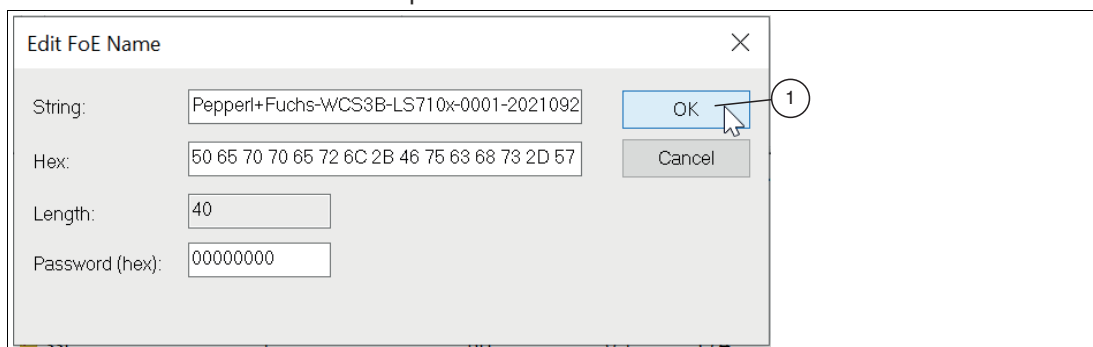 Edit FoE Name
String: Pepperl+Fuchs-WCS3B-LS710x-0001-2021092 OK 1
Hex: 50 65 70 70 65 72 6C 2B 46 75 63 68 73 2D 57 Cancel
Length: 40
Password (hex): 00000000